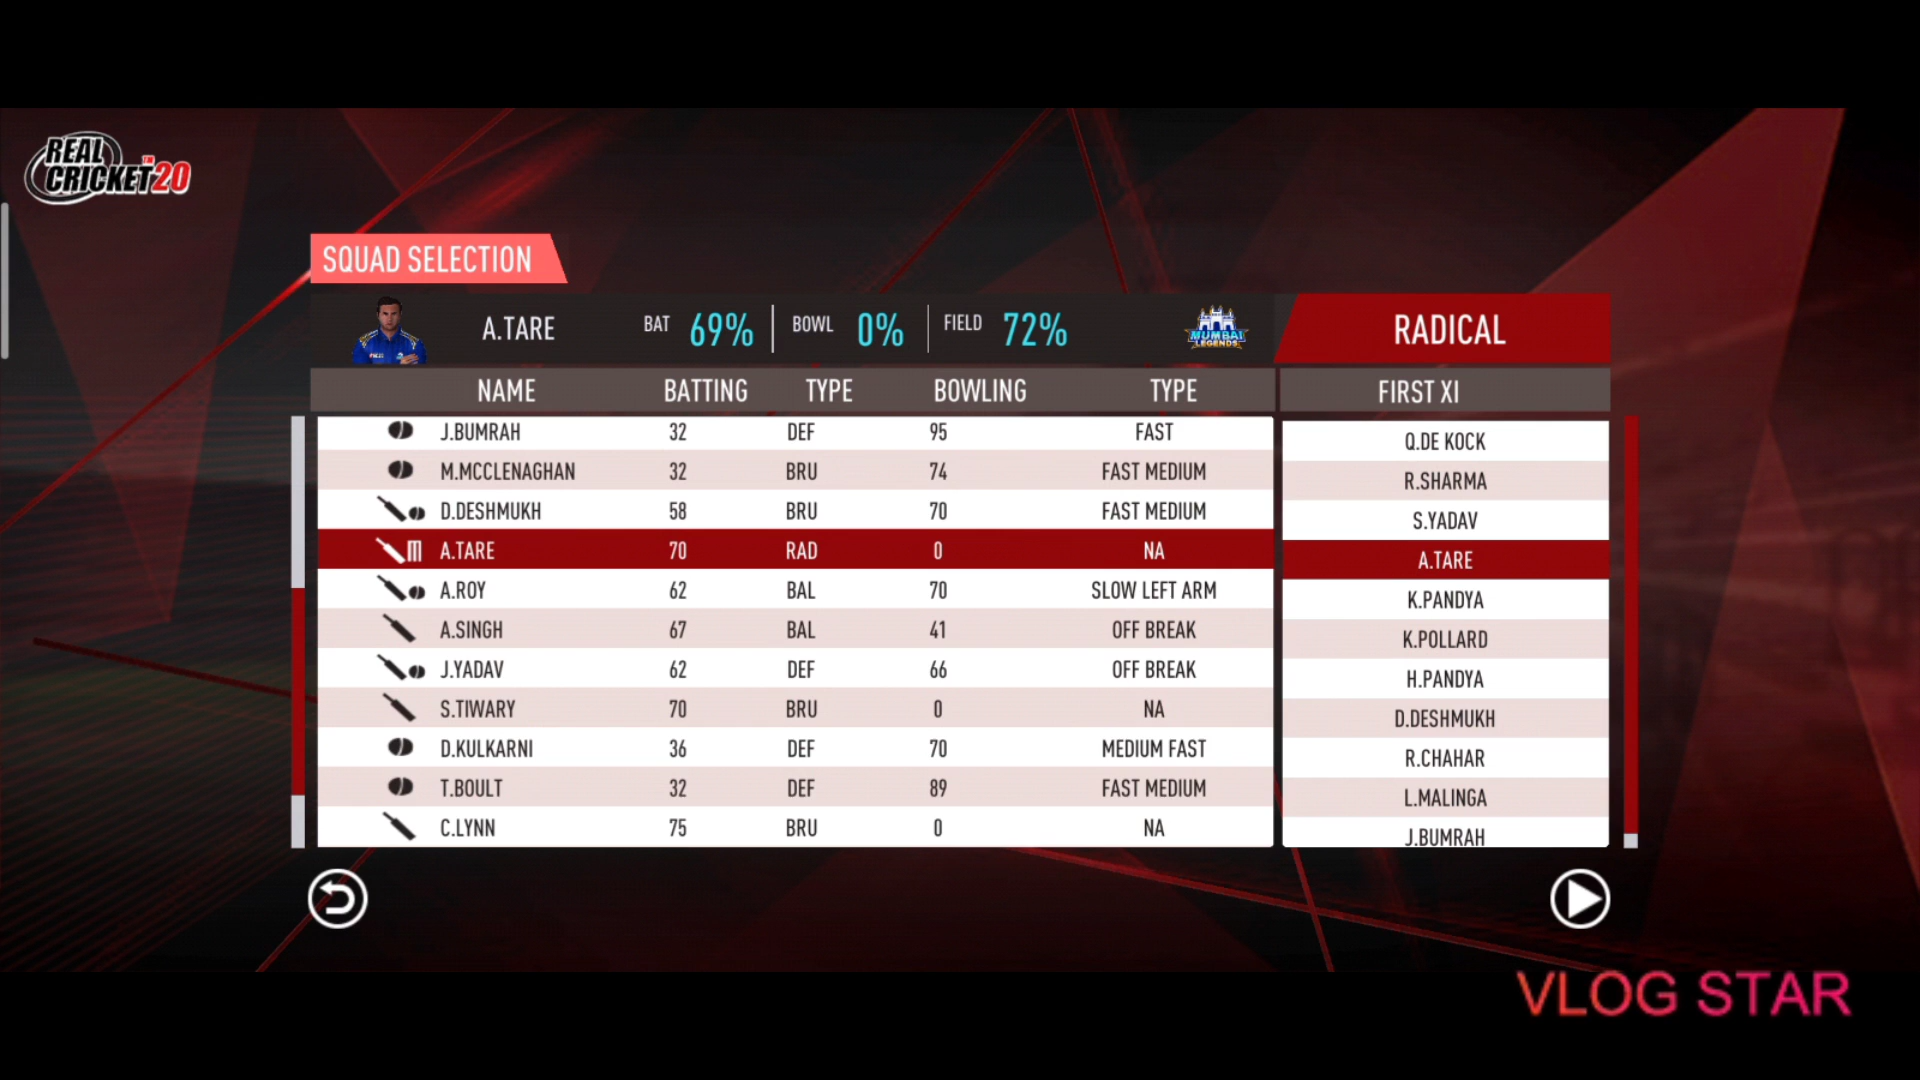 REAL
CRICKET™20
SQUAD SELECTION
A.TARE BAT 69% BOWL 0% FIELD 72% MUMBAI LEGENDS RADICAL
NAME BATTING TYPE BOWLING TYPE FIRST XI
J.BUMRAH 32 DEF 95 FAST
M.MCCLENAGHAN 32 BRU 74 FAST MEDIUM
D.DESHMUKH 58 BRU 70 FAST MEDIUM
A.TARE 70 RAD 0 NA
A.ROY 62 BAL 70 SLOW LEFT ARM
A.SINGH 67 BAL 41 OFF BREAK
J.YADAV 62 DEF 66 OFF BREAK
S.TIWARY 70 BRU 0 NA
D.KULKARNI 36 DEF 70 MEDIUM FAST
T.BOULT 32 DEF 89 FAST MEDIUM
C.LYNN 75 BRU 0 NA
Q.DE KOCK
R.SHARMA
S.YADAV
A.TARE
K.PANDYA
K.POLLARD
H.PANDYA
D.DESHMUKH
R.CHAHAR
L.MALINGA
J.BUMRAH
VLOG STAR